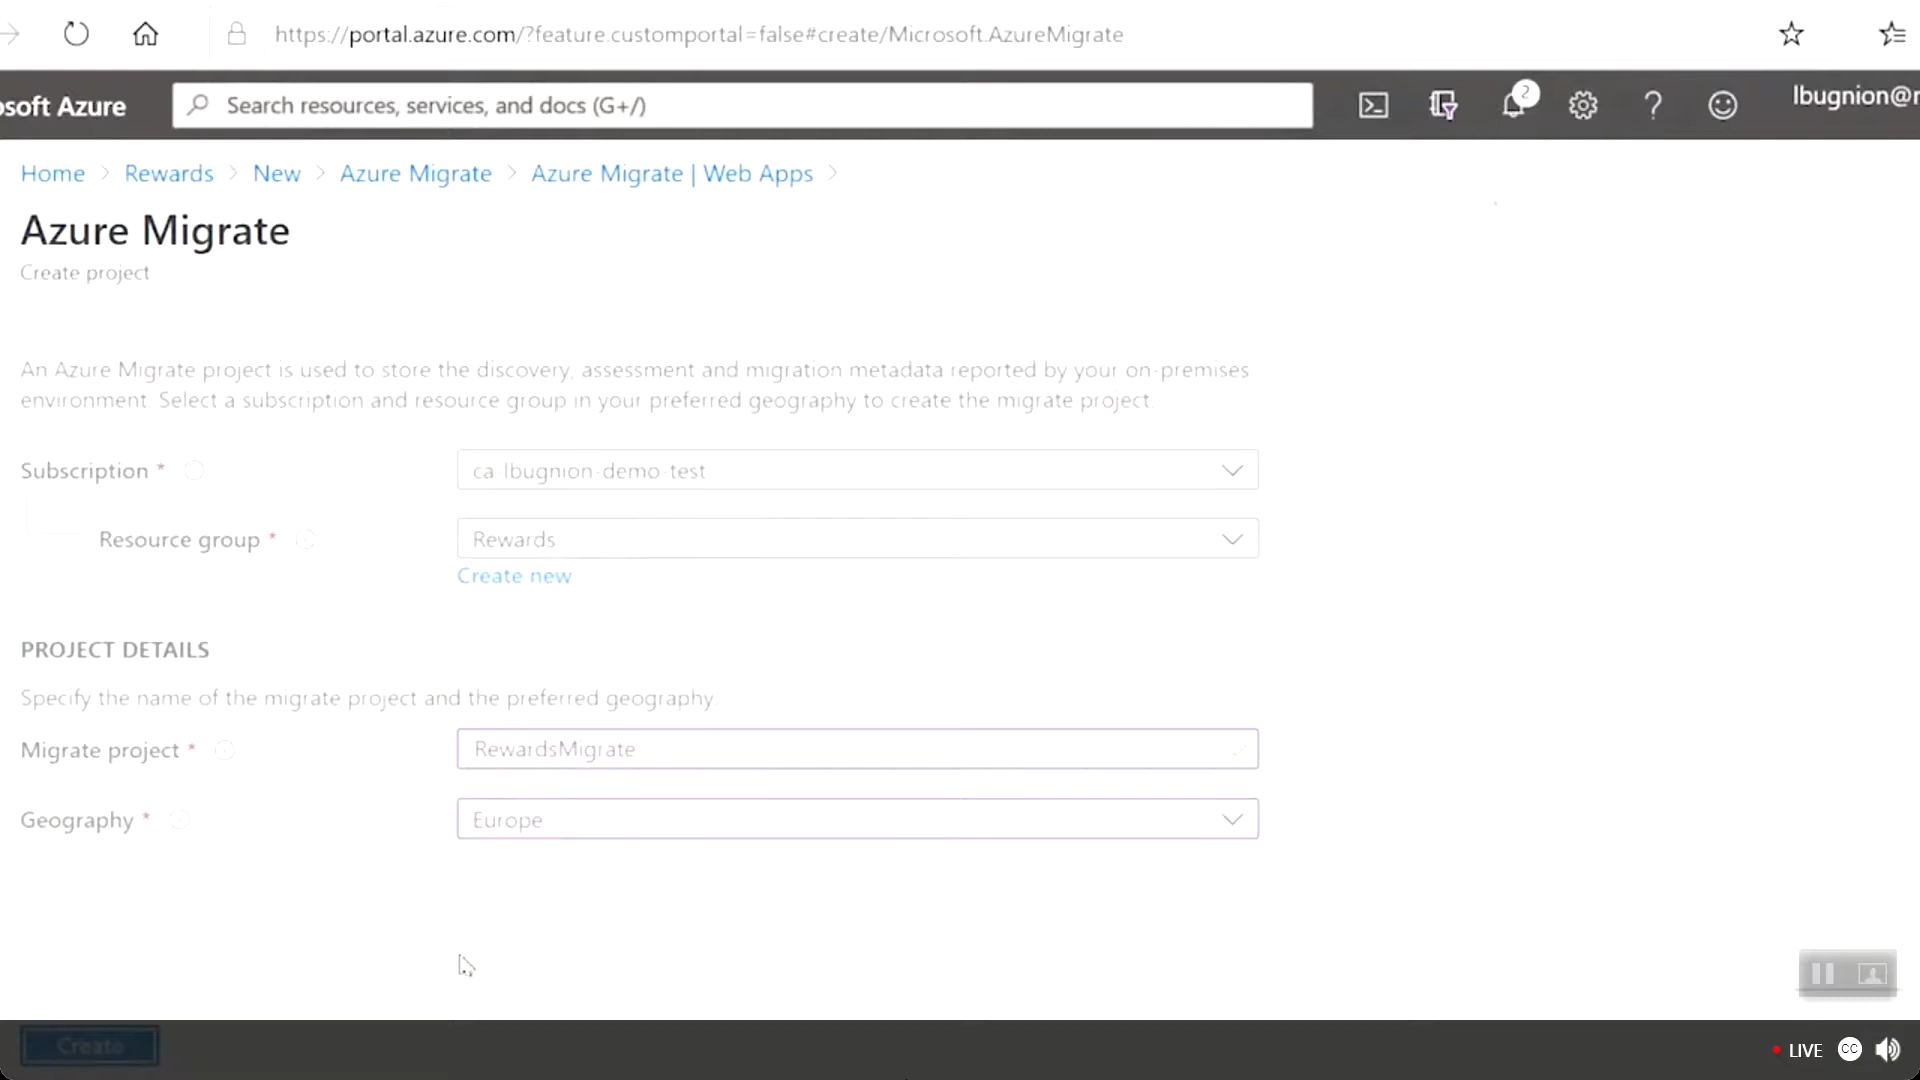 https://portal.azure.com/?feature.customportal=false#create/Microsoft.AzureMigrate
osoft Azure
Search resources, services, and docs (G+/)
2
lbugnion@
Home > Rewards > New > Azure Migrate > Azure Migrate | Web Apps >
Azure Migrate
Create project
An Azure Migrate project is used to store the discovery, assessment and migration metadata reported by your on-premises
environment. Select a subscription and resource group in your preferred geography to create the migrate project.
Subscription *
ca-lbugnion-demo-test
Resource group *
Rewards
Create new
PROJECT DETAILS
Specify the name of the migrate project and the preferred geography.
Migrate project *
RewardsMigrate
Geography *
Europe
Create
LIVE
CC